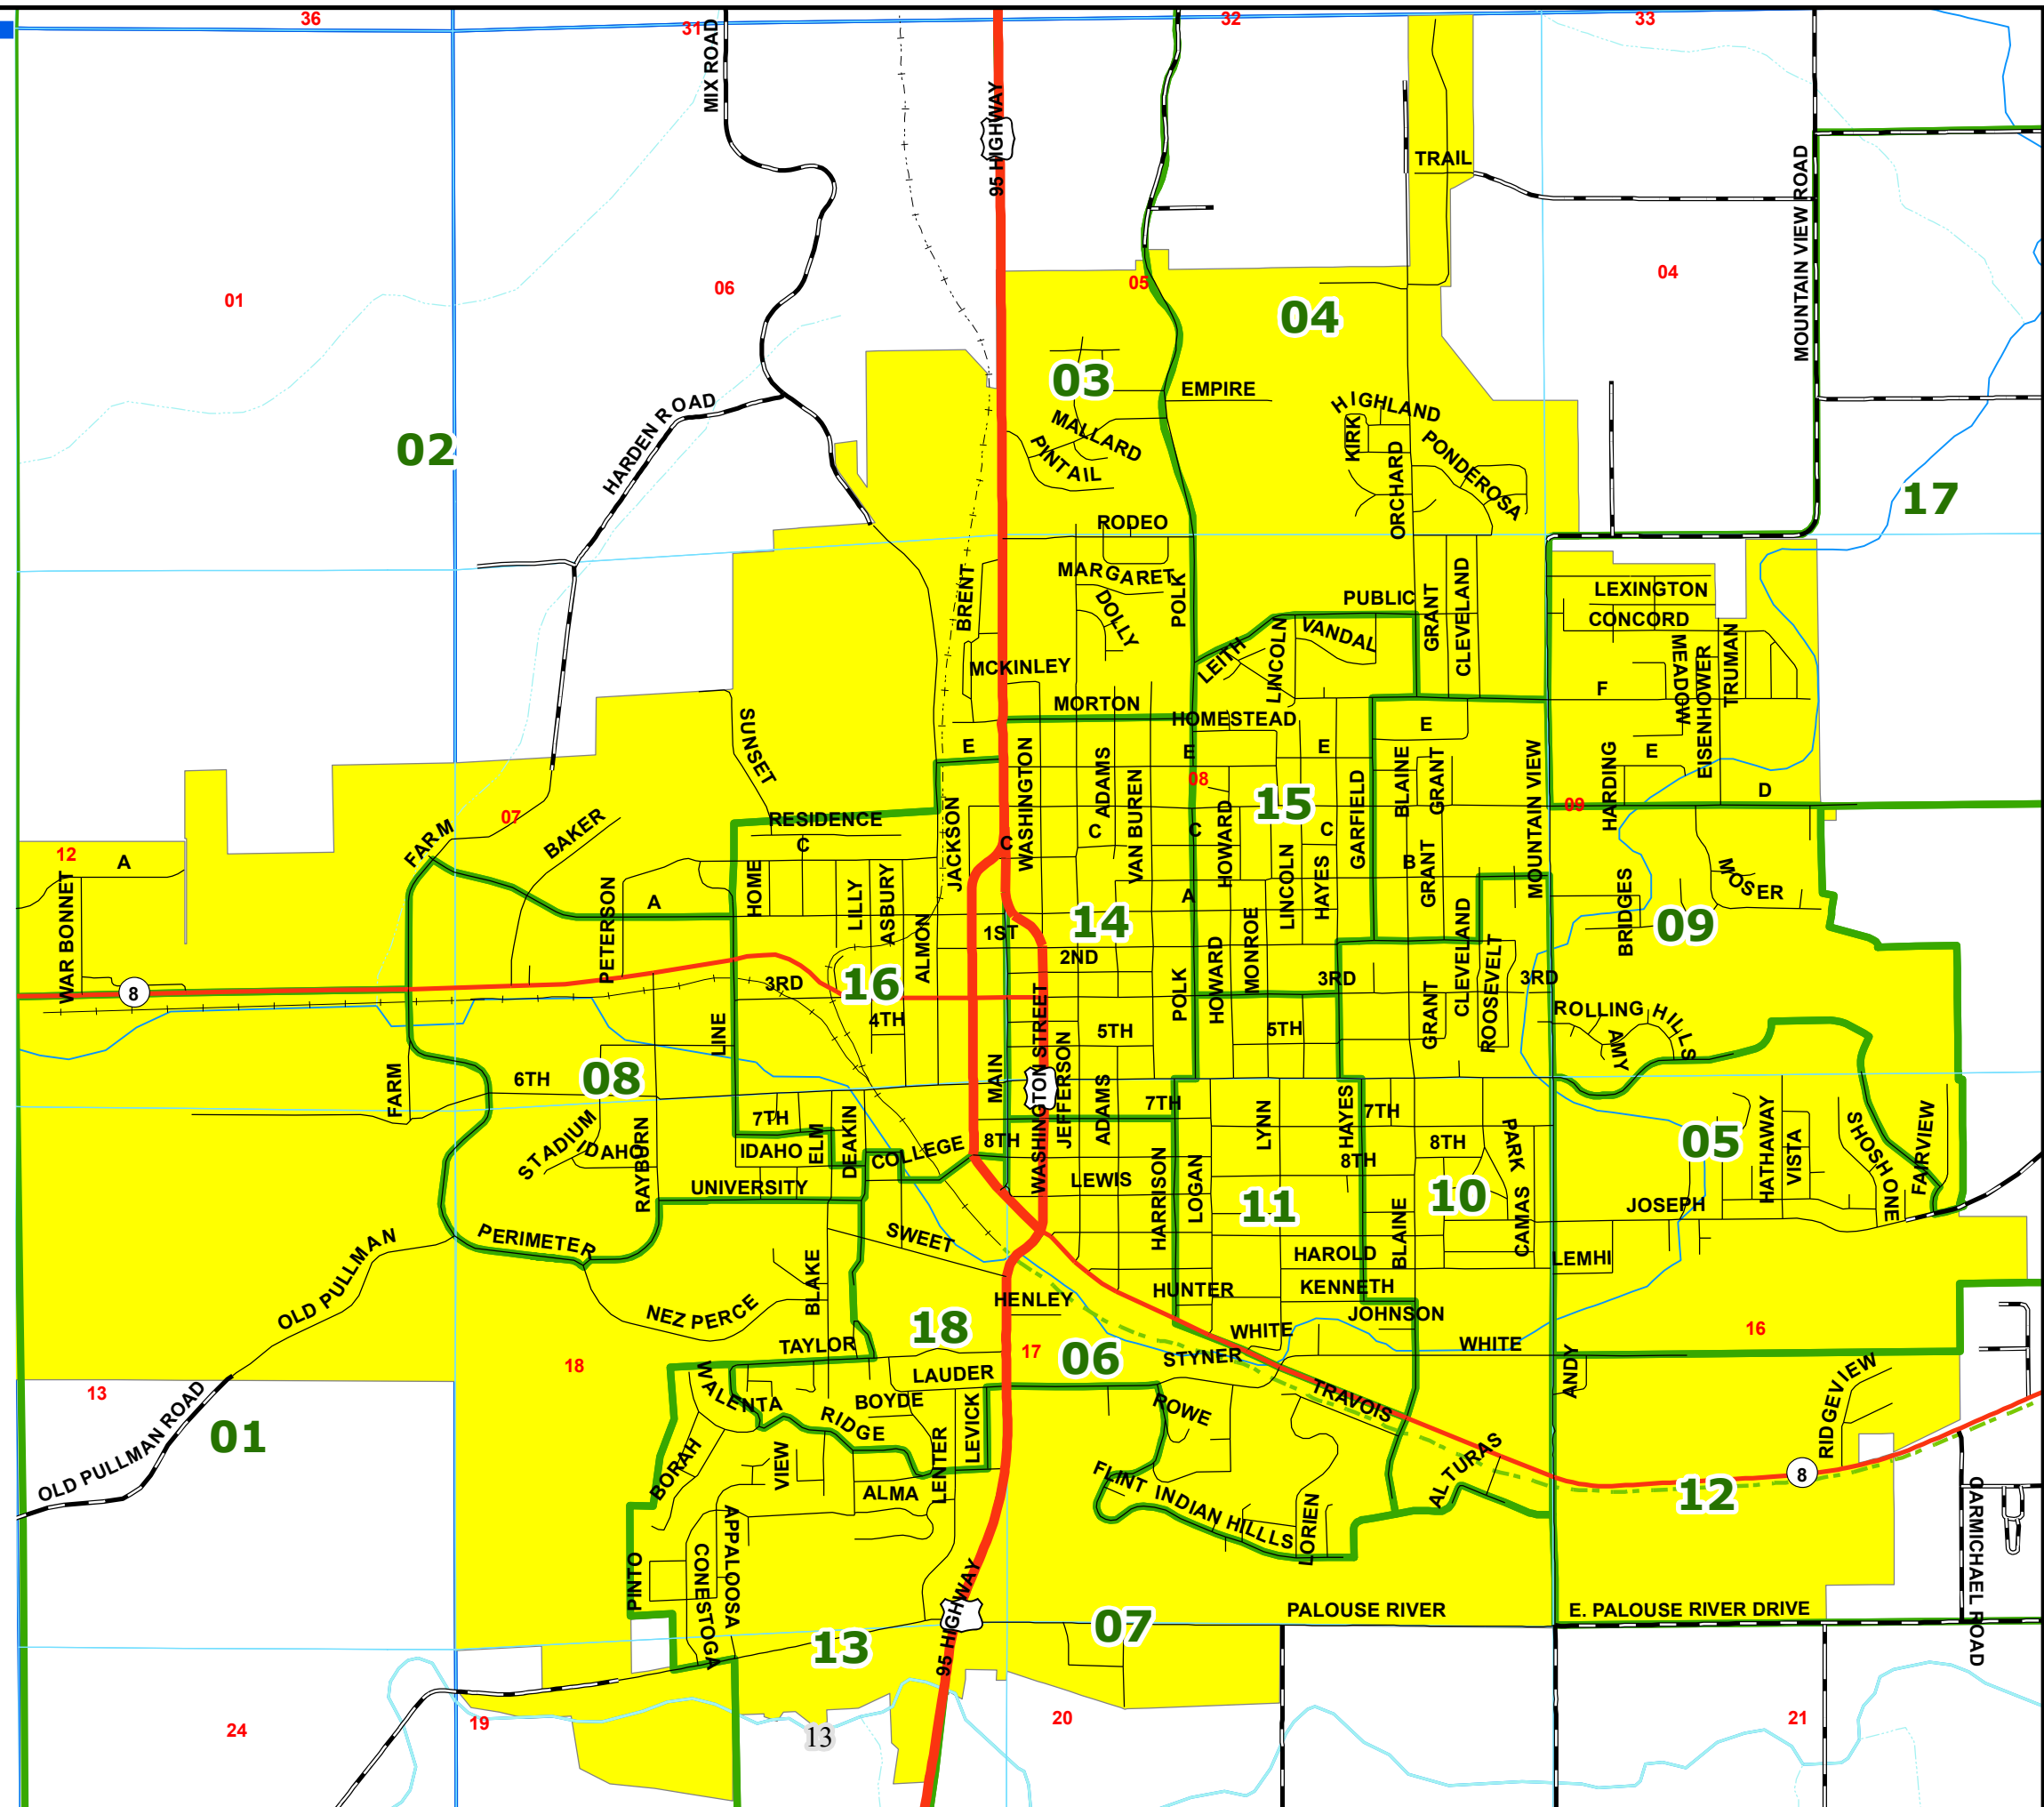 36
31
32
33
MIX ROAD
95 HIGHWAY
TRAIL
MOUNTAIN VIEW ROAD
01
06
05
04
04
03
EMPIRE
HIGHLAND
KIRK
MALLARD
PINTAIL
ORCHARD
PONDEROSA
HARDEN ROAD
02
17
RODEO
MARGARET
BRENT
DOLLY
POLK
PUBLIC
GRANT
CLEVELAND
LEXINGTON
CONCORD
VANDAL
LEITH
LINCOLN
MCKINLEY
MEADOW
EISENHOWER
TRUMAN
F
MORTON
HOMESTEAD
SUNSET
E
E
E
E
E
WASHINGTON
ADAMS
VAN BUREN
08
15
GARFIELD
BLAINE
GRANT
MOUNTAIN VIEW
09
HARDING
D
07
FARM
BAKER
RESIDENCE
C
JACKSON
C
C
C
HOWARD
C
12
A
WAR BONNET
PETERSON
A
HOME
LILLY
ASBURY
ALMON
A
LINCOLN
HAYES
B
GRANT
BRIDGES
MOSER
09
1ST
14
2ND
MONROE
HOWARD
CLEVELAND
ROOSEVELT
8
3RD
16
4TH
POLK
3RD
3RD
GRANT
ROLLING HILLS
AMY
LINE
WASHINGTON STREET
JEFFERSON
5TH
5TH
FARM
6TH
08
MAIN
ADAMS
7TH
7TH
LYNN
HAYES
7TH
PARK
HATHAWAY
VISTA
SHOSHONE
FAIRVIEW
05
STADIUM
IDAHO
RAYBURN
IDAHO
ELM
DEAKIN
COLLEGE
8TH
8TH
8TH
UNIVERSITY
LEWIS
HARRISON
LOGAN
11
10
BLAINE
CAMAS
JOSEPH
OLD PULLMAN
PERIMETER
SWEET
HAROLD
LEMHI
BLAKE
NEZ PERCE
HENLEY
HUNTER
KENNETH
JOHNSON
TAYLOR
18
17
06
STYNER
WHITE
WHITE
16
18
13
WALENTA
LAUDER
BOYDE
RIDGE
LEVICK
LENTER
ROWE
TRAVOIS
ANDY
RIDGEVIEW
OLD PULLMAN ROAD
01
BORAH
VIEW
ALMA
FLINT
INDIAN HILLLS
LORIEN
ALTURAS
12
8
APPALOOSA
CONESTOGA
PINTO
95 HIGHWAY
13
07
PALOUSE RIVER
E. PALOUSE RIVER DRIVE
OARMICHAEL ROAD
24
19
13
20
21